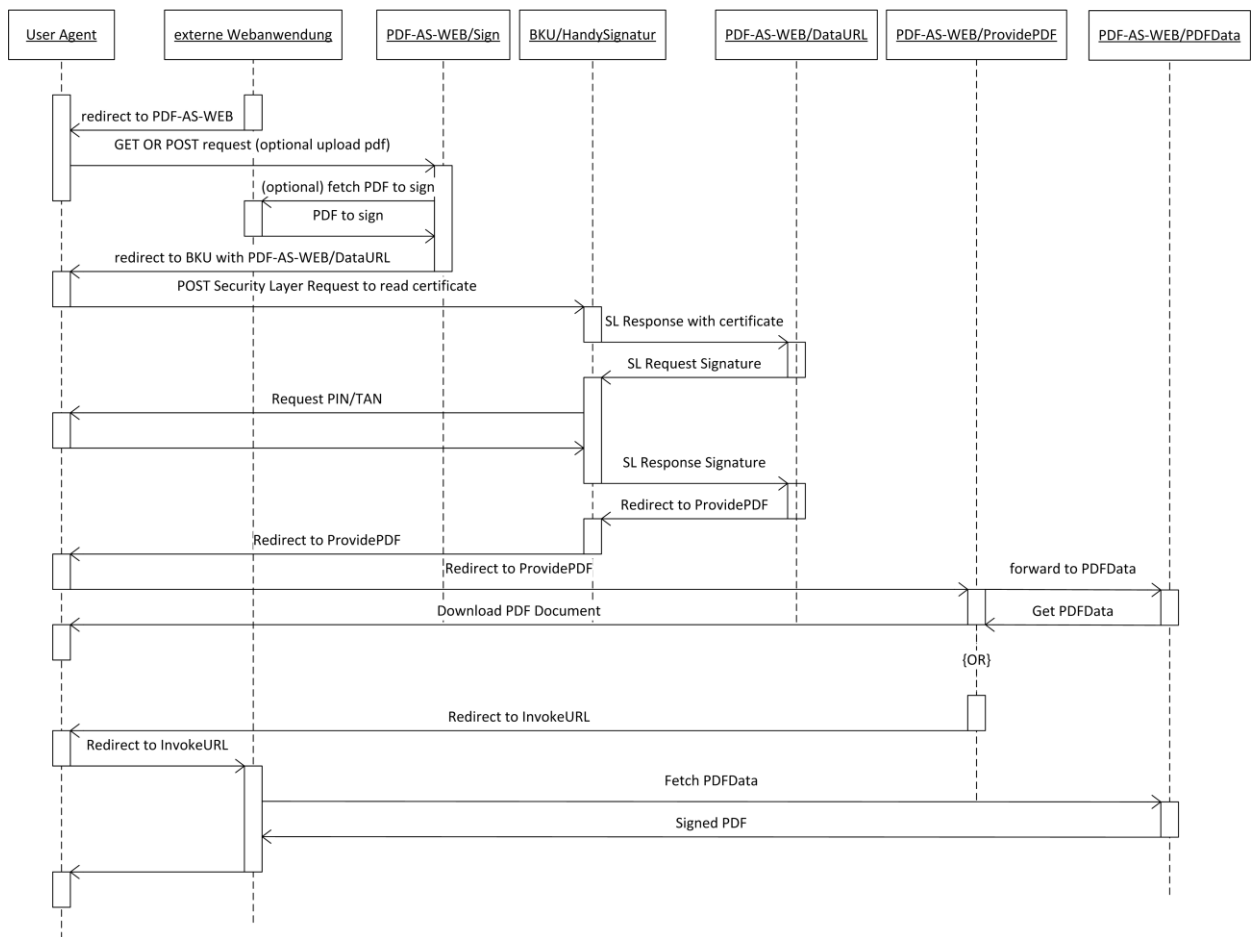 User Agent
externe Webanwendung
PDF-AS-WEB/Sign
BKU/HandySignatur
PDF-AS-WEB/DataURL
PDF-AS-WEB/ProvidePDF
PDF-AS-WEB/PDFData
redirect to PDF-AS-WEB
GET OR POST request (optional upload pdf)
(optional) fetch PDF to sign
PDF to sign
redirect to BKU with PDF-AS-WEB/DataURL
POST Security Layer Request to read certificate
SL Response with certificate
SL Request Signature
Request PIN/TAN
SL Response Signature
Redirect to ProvidePDF
Redirect to ProvidePDF
Redirect to ProvidePDF
forward to PDFData
Download PDF Document
Get PDFData
{OR}
Redirect to InvokeURL
Redirect to InvokeURL
Fetch PDFData
Signed PDF